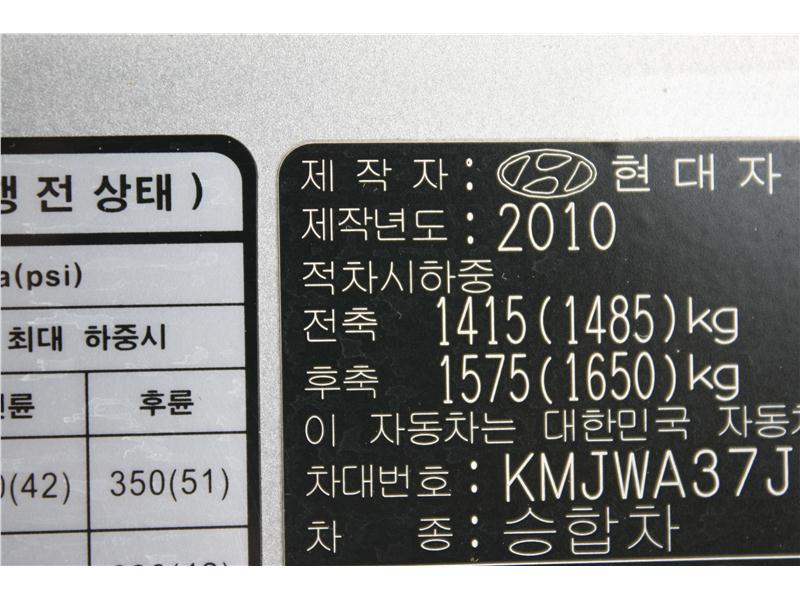 전 상태 )
a(psi)
최대 하중시
후륜
(42) 350(51)
제 작 자 : 현 대 자
제작년도 : 2010
적차시하중
전축 1415(1485)kg
후축 1575(1650)kg
이 자동차는 대한민국 자동차
차대번호 : KMJWA37J
차 종 : 승합차